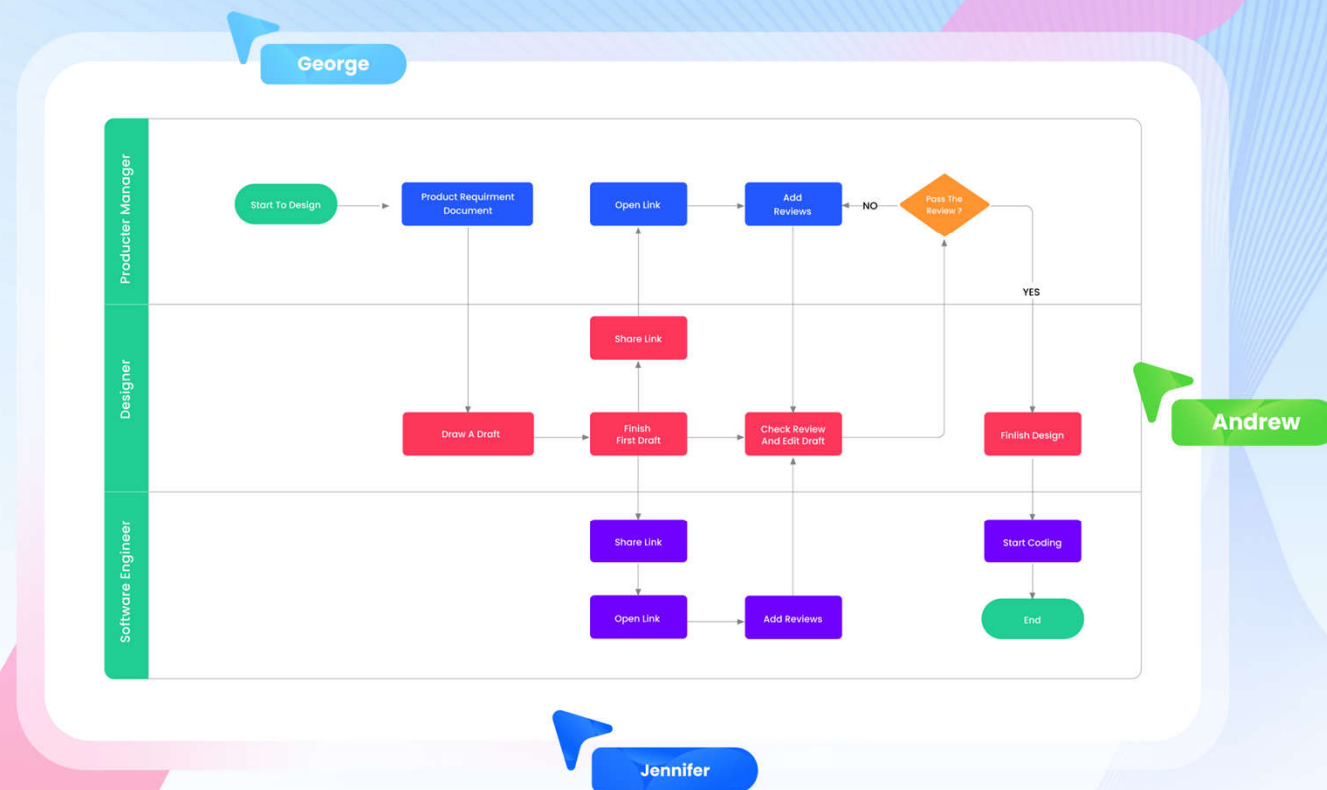 George
Producter Manager
Start To Design
Product Requirment
Document
Open Link
Add
Reviews
NO
Pass The
Review ?
YES
Designer
Share Link
Draw A Draft
Finish
First Draft
Check Review
And Edit Draft
Finlish Design
Andrew
Software Engineer
Share Link
Start Coding
Open Link
Add Reviews
End
Jennifer